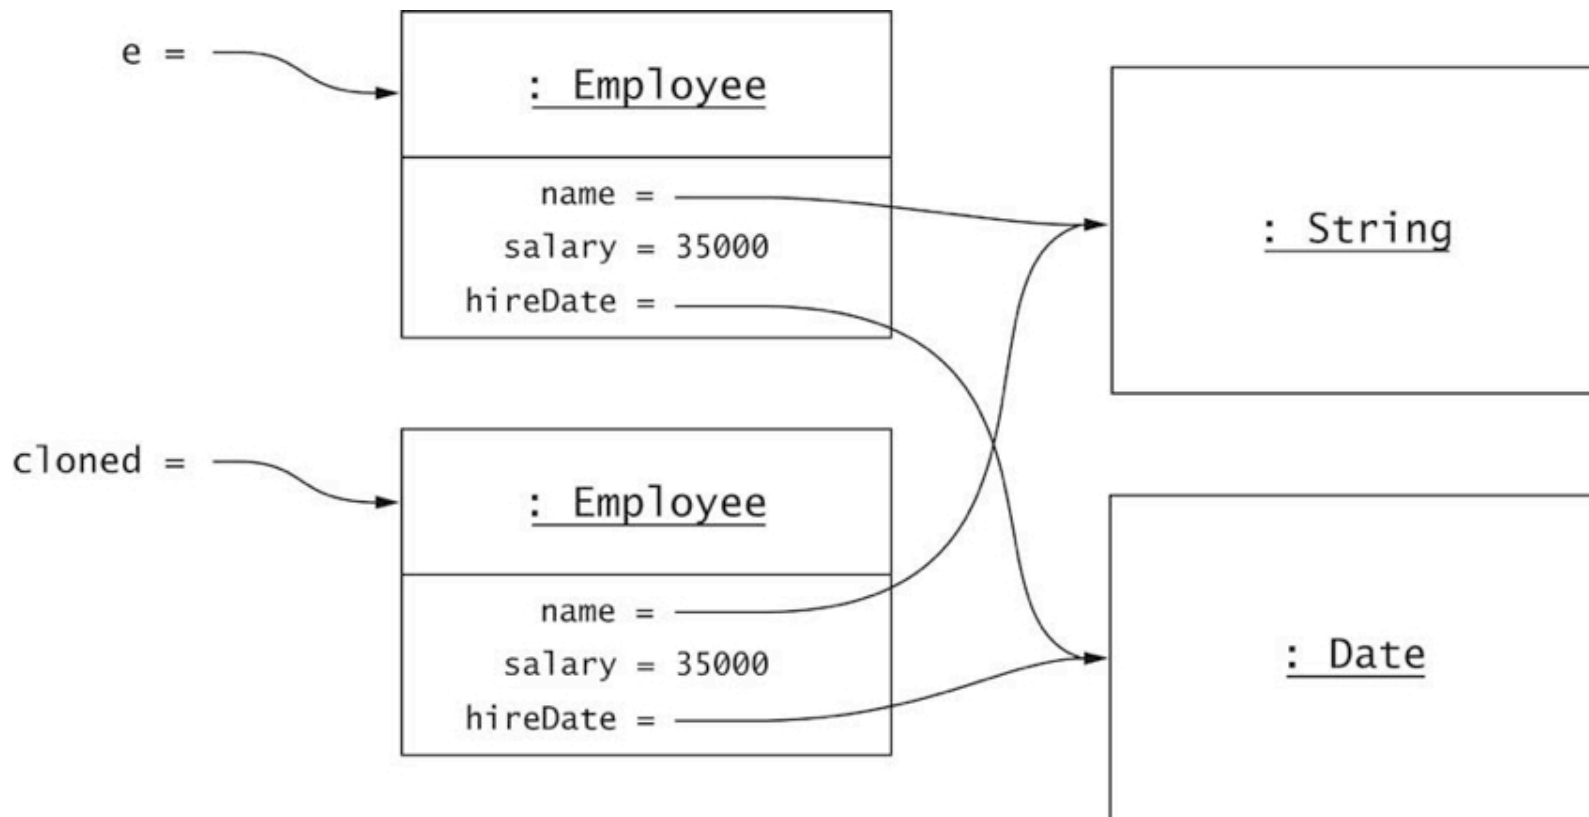 e =
: Employee
name =
salary = 35000
hireDate =
: String
cloned =
: Employee
name =
salary = 35000
hireDate =
: Date